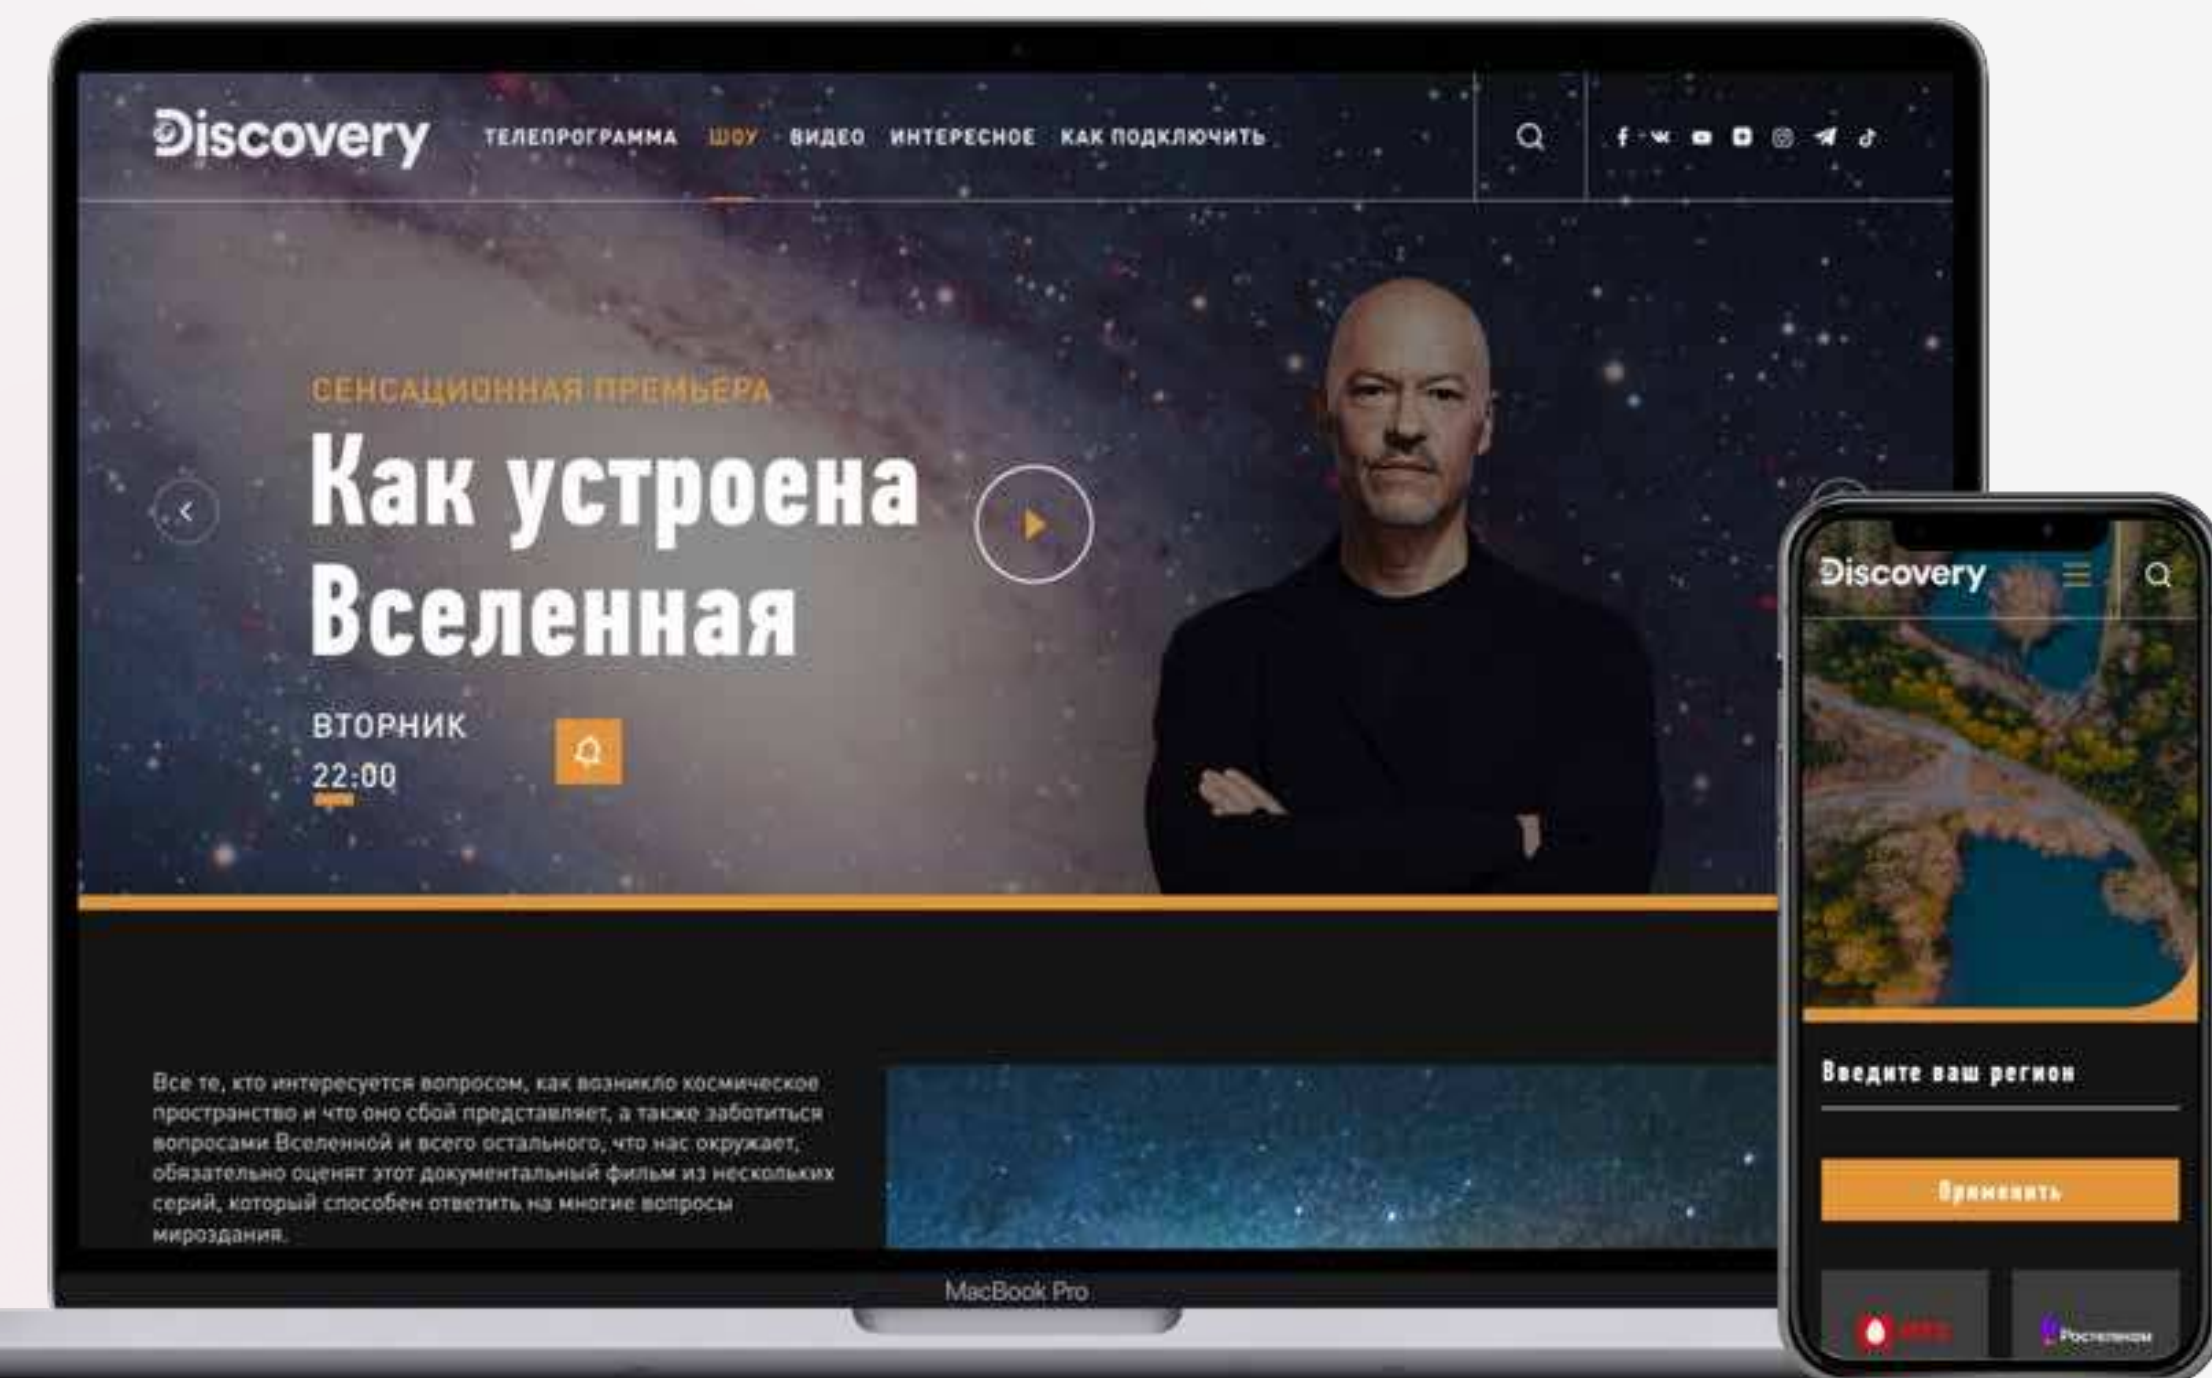 Discovery
ТЕЛЕПРОГРАММА ШОУ ВИДЕО ИНТЕРЕСНОЕ КАК ПОДКЛЮЧИТЬ
СЕНСАЦИОННАЯ ПРЕМЬЕРА
Как устроена
Вселенная
ВТОРНИК
22:00
Все те, кто интересуется вопросом, как возникло космическое
пространство и что оно сбой представляет, а также заботиться
вопросами Вселенной и всего остального, что нас окружает,
обязательно оценят этот документальный фильм из нескольких
серий, который способен ответить на многие вопросы
мироздания.
MacBook Pro
Discovery
Введите ваш регион
Применить
Ростелеком